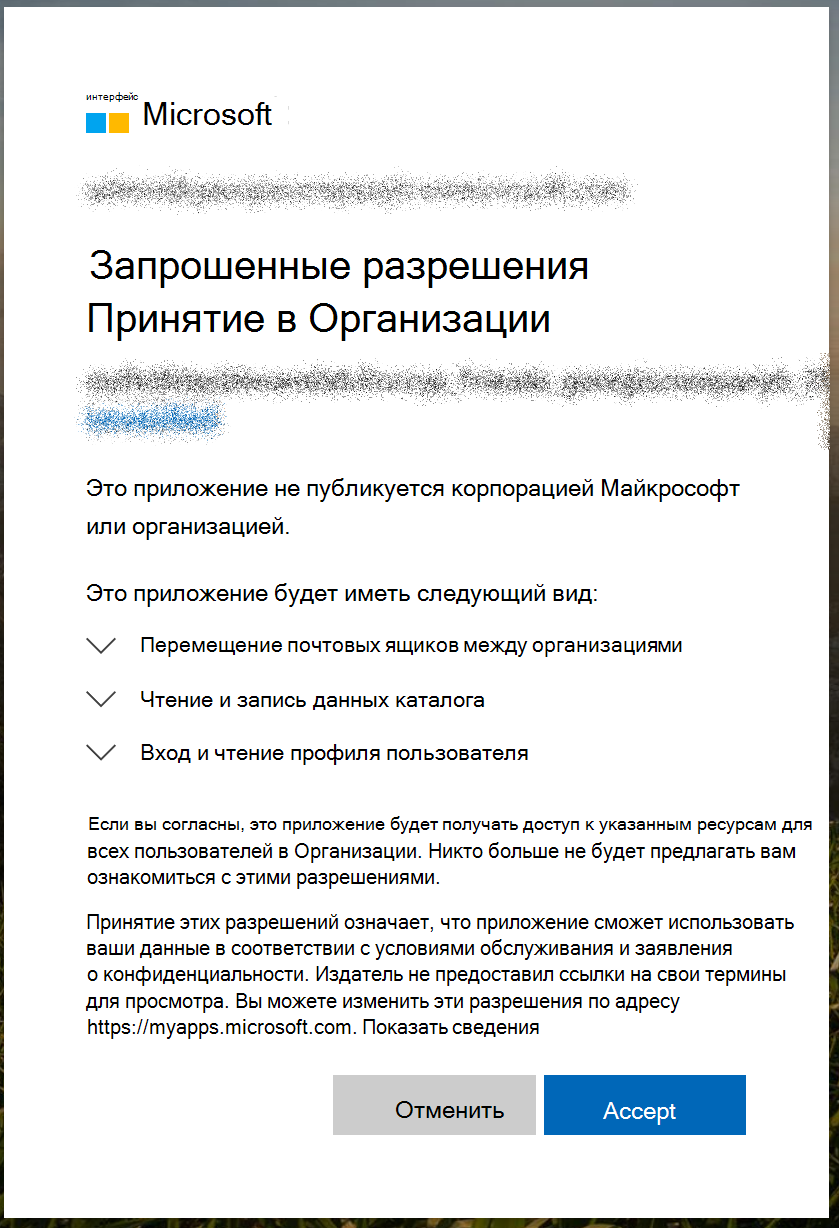 интерфейс
Microsoft
Запрошенные разрешения
Принятие в Организации
Это приложение не публикуется корпорацией Майкрософт
или организацией.
Это приложение будет иметь следующий вид:
Перемещение почтовых ящиков между организациями
Чтение и запись данных каталога
Вход и чтение профиля пользователя
Если вы согласны, это приложение будет получать доступ к указанным ресурсам для
всех пользователей в Организации. Никто больше не будет предлагать вам
ознакомиться с этими разрешениями.
Принятие этих разрешений означает, что приложение сможет использовать
ваши данные в соответствии с условиями обслуживания и заявления
о конфиденциальности. Издатель не предоставил ссылки на свои термины
для просмотра. Вы можете изменить эти разрешения по адресу
https://myapps.microsoft.com. Показать сведения
Отменить Accept